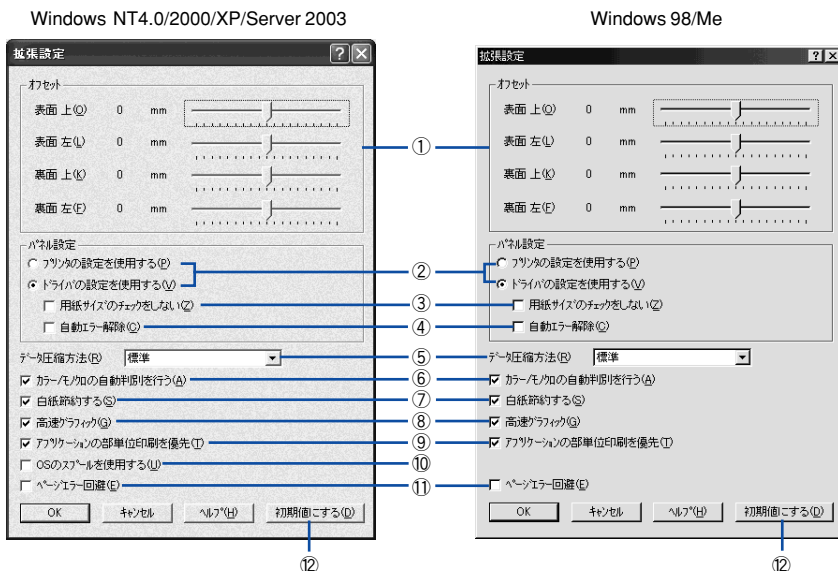 Windows NT4.0/2000/XP/Server 2003
拡張設定
オフセット
表面 上(O) 0 mm
表面 左(L) 0 mm
裏面 上(K) 0 mm
裏面 左(F) 0 mm
パネル設定
プリンタの設定を使用する(P)
ドライバの設定を使用する(V)
用紙サイズのチェックをしない(Z)
自動エラー解除(C)
データ圧縮方法(R) 標準
カラー/モノクロの自動判別を行う(A)
白紙節約する(S)
高速グラフィック(G)
アプリケーションの部単位印刷を優先(T)
OSのスプールを使用する(U)
ページエラー回避(E)
OK キャンセル ヘルプ(H) 初期値にする(D)
①
②
③
④
⑤
⑥
⑦
⑧
⑨
⑩
⑪
⑫
Windows 98/Me
拡張設定
オフセット
表面 上(O) 0 mm
表面 左(L) 0 mm
裏面 上(K) 0 mm
裏面 左(F) 0 mm
パネル設定
プリンタの設定を使用する(P)
ドライバの設定を使用する(V)
用紙サイズのチェックをしない(Z)
自動エラー解除(C)
データ圧縮方法(R) 標準
カラー/モノクロの自動判別を行う(A)
白紙節約する(S)
高速グラフィック(G)
アプリケーションの部単位印刷を優先(T)
ページエラー回避(E)
OK キャンセル ヘルプ(H) 初期値にする(D)
⑫